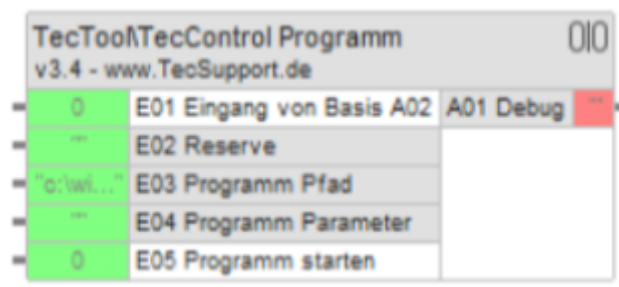 TecTool\TecControl Programm 0|0
v3.4 - www.TecSupport.de
0 E01 Eingang von Basis A02 A01 Debug ""
"" E02 Reserve
"c:\wi..." E03 Programm Pfad
"" E04 Programm Parameter
0 E05 Programm starten